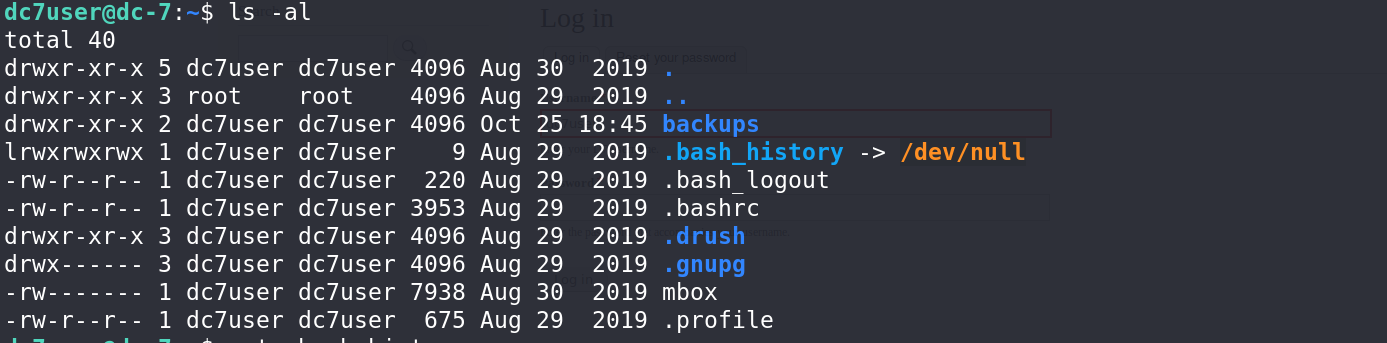 dc7user@dc-7:~$ ls -al
total 40
drwxr-xr-x 5 dc7user dc7user 4096 Aug 30  2019 .
drwxr-xr-x 3 root    root    4096 Aug 29  2019 ..
drwxr-xr-x 2 dc7user dc7user 4096 Oct 25 18:45 backups
lrwxrwxrwx 1 dc7user dc7user    9 Aug 29  2019 .bash_history -> /dev/null
-rw-r--r-- 1 dc7user dc7user  220 Aug 29  2019 .bash_logout
-rw-r--r-- 1 dc7user dc7user 3953 Aug 29  2019 .bashrc
drwxr-xr-x 3 dc7user dc7user 4096 Aug 29  2019 .drush
drwx------ 3 dc7user dc7user 4096 Aug 29  2019 .gnupg
-rw------- 1 dc7user dc7user 7938 Aug 30  2019 mbox
-rw-r--r-- 1 dc7user dc7user  675 Aug 29  2019 .profile
Log in
Log in
your password
Log in